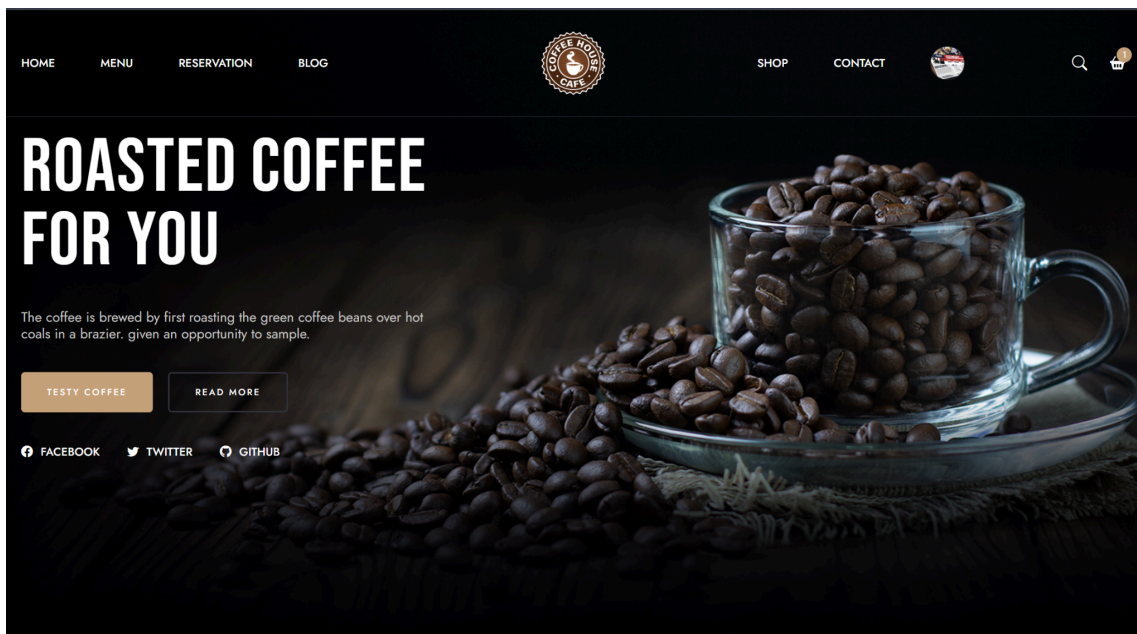 HOME MENU RESERVATION BLOG
COFFEE HOUSE
CAFE
SHOP CONTACT
1
ROASTED COFFEE
FOR YOU
The coffee is brewed by first roasting the green coffee beans over hot
coals in a brazier. given an opportunity to sample.
TESTY COFFEE READ MORE
FACEBOOK TWITTER GITHUB